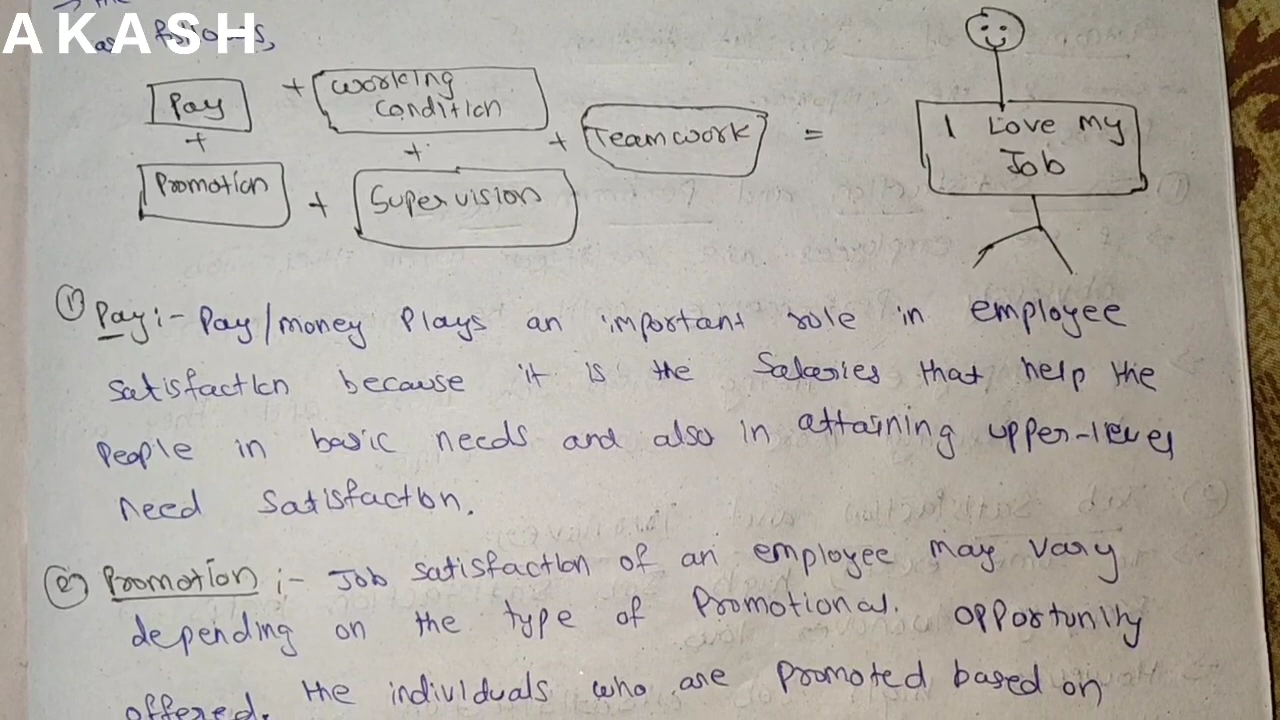 the
AKASH
as follows,
Pay + Working Condition + Teamwork = I Love My Job
+ +
Promotion + Supervision
① Pay :- Pay/money Plays an important role in employee
satisfaction because it is the Salaries that help the
People in basic needs and also in attaining upper-level
need satisfaction.
② Promotion :- Job satisfaction of an employee may vary
depending on the type of Promotional. opportunity
offered. the individuals who are promoted based on